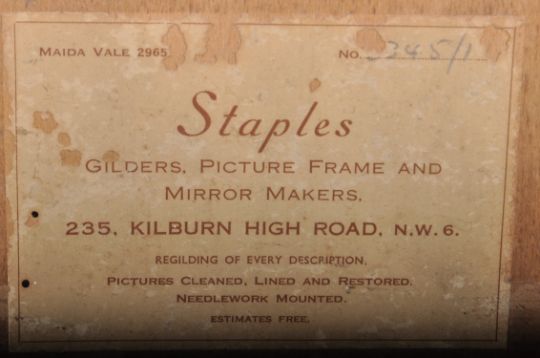 MAIDA VALE 2965
NO. 345/1
Staples
GILDERS, PICTURE FRAME AND
MIRROR MAKERS,
235, KILBURN HIGH ROAD, N.W.6.
REGILDING OF EVERY DESCRIPTION,
PICTURES CLEANED, LINED AND RESTORED.
NEEDLEWORK MOUNTED.
ESTIMATES FREE.